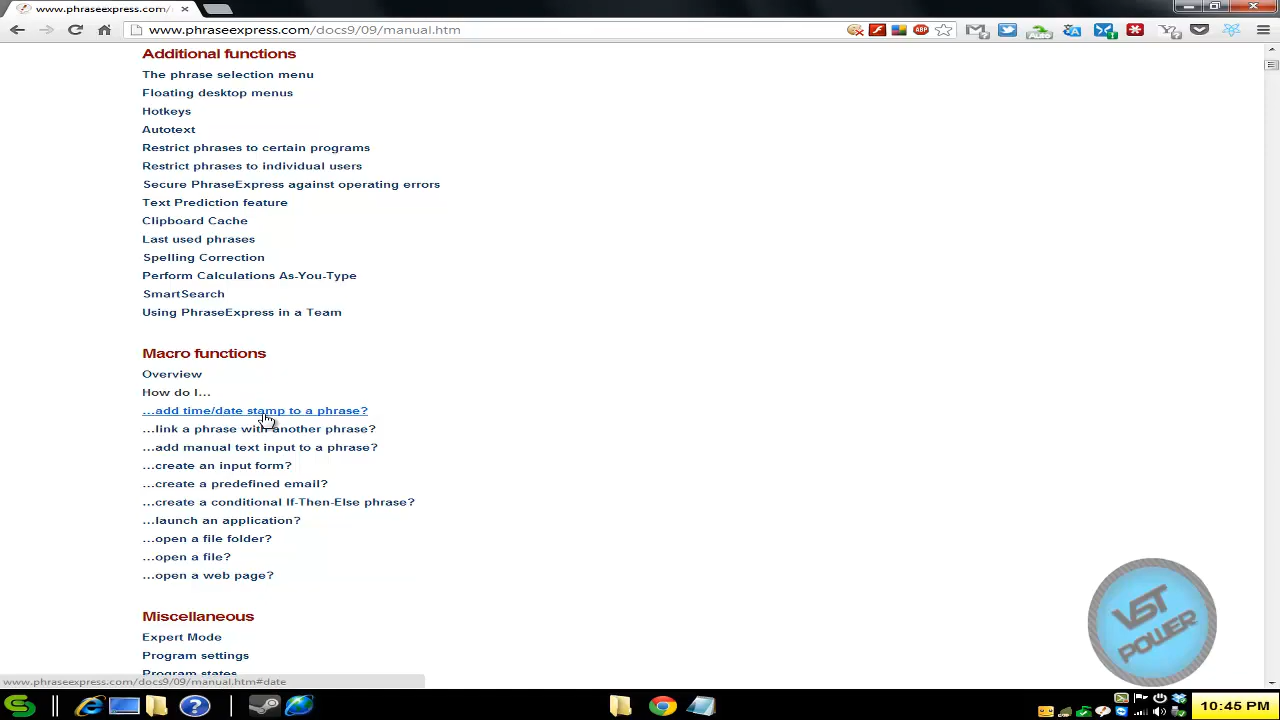 www.phraseexpress.com/
www.phraseexpress.com/docs9/09/manual.htm
Additional functions
The phrase selection menu
Floating desktop menus
Hotkeys
Autotext
Restrict phrases to certain programs
Restrict phrases to individual users
Secure PhraseExpress against operating errors
Text Prediction feature
Clipboard Cache
Last used phrases
Spelling Correction
Perform Calculations As-You-Type
SmartSearch
Using PhraseExpress in a Team
Macro functions
Overview
How do I...
...add time/date stamp to a phrase?
...link a phrase with another phrase?
...add manual text input to a phrase?
...create an input form?
...create a predefined email?
...create a conditional If-Then-Else phrase?
...launch an application?
...open a file folder?
...open a file?
...open a web page?
Miscellaneous
Expert Mode
Program settings
Program states
www.phraseexpress.com/docs9/09/manual.htm#date
VST
POWER
10:45 PM